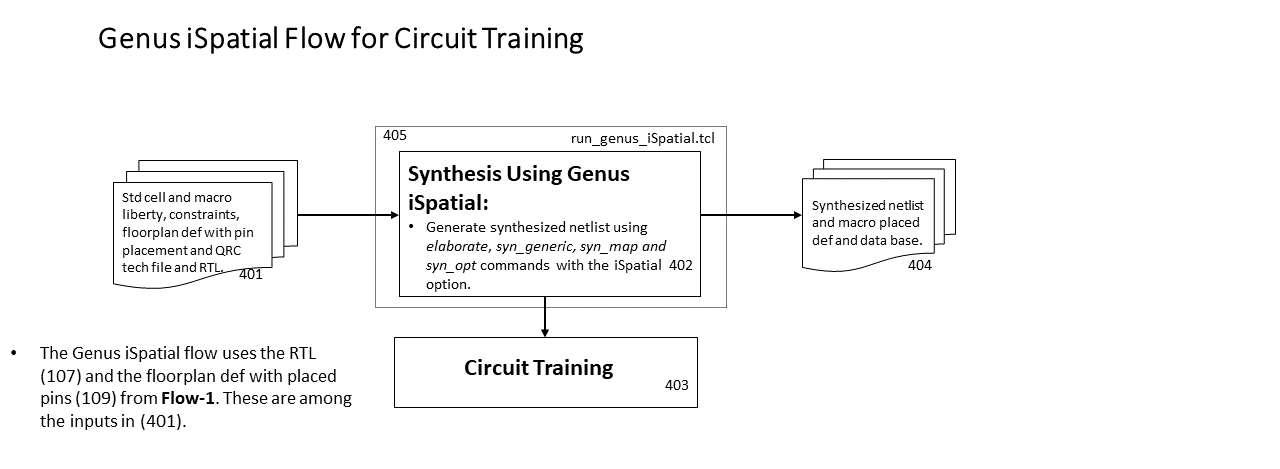 Genus iSpatial Flow for Circuit Training
405
run_genus_iSpatial.tcl
Std cell and macro
liberty, constraints,
floorplan def with pin
placement and QRC
tech file and RTL.
401
Synthesis Using Genus
iSpatial:
• Generate synthesized netlist using
elaborate, syn_generic, syn_map and
syn_opt commands with the iSpatial 402
option.
Synthesized netlist
and macro placed
def and data base.
404
Circuit Training
403
• The Genus iSpatial flow uses the RTL
(107) and the floorplan def with placed
pins (109) from Flow-1. These are among
the inputs in (401).